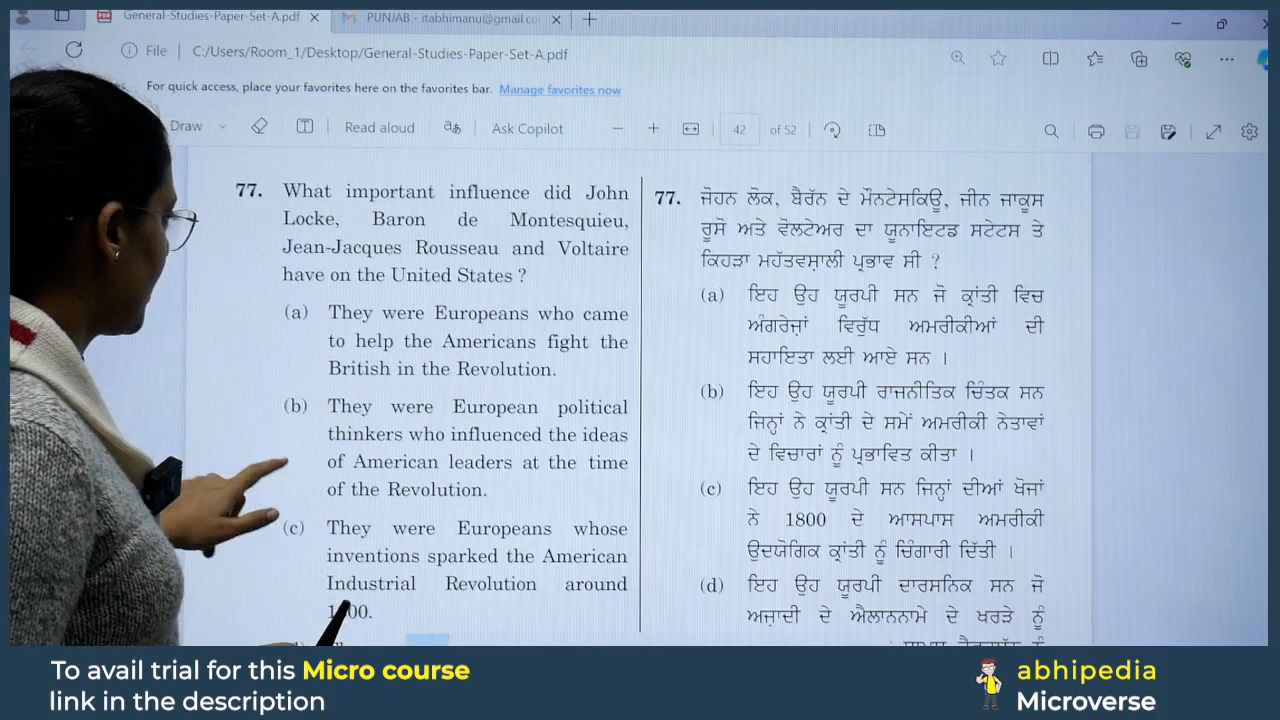 General-Studies-Paper-Set-A.pdf
PUNJAB - itabhimanu@gmail.co
File
C:/Users/Room_1/Desktop/General-Studies-Paper-Set-A.pdf
For quick access, place your favorites here on the favorites bar. Manage favorites now
Draw
Read aloud
Ask Copilot
42 of 52
77. What important influence did John
Locke, Baron de Montesquieu,
Jean-Jacques Rousseau and Voltaire
have on the United States ?
(a) They were Europeans who came
to help the Americans fight the
British in the Revolution.
(b) They were European political
thinkers who influenced the ideas
of American leaders at the time
of the Revolution.
(c) They were Europeans whose
inventions sparked the American
Industrial Revolution around
77. ਜੋਹਨ ਲੋਕ, ਬੈਰੱਨ ਦੇ ਮੌਨਟੇਸਕਿਊ, ਜੀਨ ਜਾਕੂਸ
ਰੂਸੋ ਅਤੇ ਵੋਲਟੇਅਰ ਦਾ ਯੂਨਾਇਟਡ ਸਟੇਟਸ ਤੇ
ਕਿਹੜਾ ਮਹੱਤਵਸ਼ਾਲੀ ਪ੍ਰਭਾਵ ਸੀ ?
(a) ਇਹ ਉਹ ਯੂਰਪੀ ਸਨ ਜੋ ਕ੍ਰਾਂਤੀ ਵਿਚ
ਅੰਗਰੇਜ਼ਾਂ ਵਿਰੁੱਧ ਅਮਰੀਕੀਆਂ ਦੀ
ਸਹਾਇਤਾ ਲਈ ਆਏ ਸਨ ।
(b) ਇਹ ਉਹ ਯੂਰਪੀ ਰਾਜਨੀਤਿਕ ਚਿੰਤਕ ਸਨ
ਜਿਨ੍ਹਾਂ ਨੇ ਕ੍ਰਾਂਤੀ ਦੇ ਸਮੇਂ ਅਮਰੀਕੀ ਨੇਤਾਵਾਂ
ਦੇ ਵਿਚਾਰਾਂ ਨੂੰ ਪ੍ਰਭਾਵਿਤ ਕੀਤਾ ।
(c) ਇਹ ਉਹ ਯੂਰਪੀ ਸਨ ਜਿਨ੍ਹਾਂ ਦੀਆਂ ਖੋਜਾਂ
ਨੇ 1800 ਦੇ ਆਸਪਾਸ ਅਮਰੀਕੀ
ਉਦਯੋਗਿਕ ਕ੍ਰਾਂਤੀ ਨੂੰ ਚਿੰਗਾਰੀ ਦਿੱਤੀ ।
(d) ਇਹ ਉਹ ਯੂਰਪੀ ਦਾਰਸਨਿਕ ਸਨ ਜੋ
ਅਜ਼ਾਦੀ ਦੇ ਐਲਾਨਨਾਮੇ ਦੇ ਖਰੜੇ ਨੂੰ
To avail trial for this Micro course
link in the description
abhipedia
Microverse